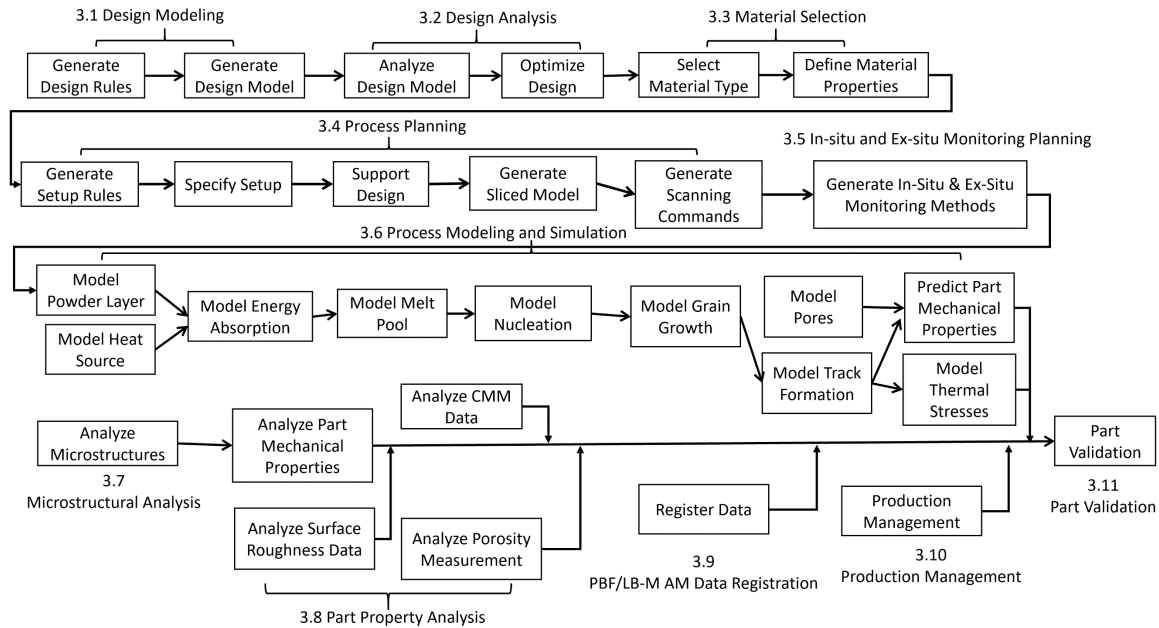 3.1 Design Modeling
3.2 Design Analysis
3.3 Material Selection
Generate
Design Rules
Generate
Design Model
Analyze
Design Model
Optimize
Design
Select
Material Type
Define Material
Properties
3.4 Process Planning
3.5 In-situ and Ex-situ Monitoring Planning
Generate
Setup Rules
Specify Setup
Support
Design
Generate
Sliced Model
Generate
Scanning
Commands
Generate In-Situ & Ex-Situ
Monitoring Methods
3.6 Process Modeling and Simulation
Model
Powder Layer
Model Heat
Source
Model Energy
Absorption
Model Melt
Pool
Model
Nucleation
Model Grain
Growth
Model
Pores
Model Track
Formation
Predict Part
Mechanical
Properties
Model
Thermal
Stresses
Analyze CMM
Data
Analyze
Microstructures
3.7
Microstructural Analysis
Analyze Part
Mechanical
Properties
Part
Validation
3.11
Part Validation
Analyze Surface
Roughness Data
Analyze Porosity
Measurement
3.8 Part Property Analysis
Register Data
3.9
PBF/LB-M AM Data Registration
Production
Management
3.10
Production Management